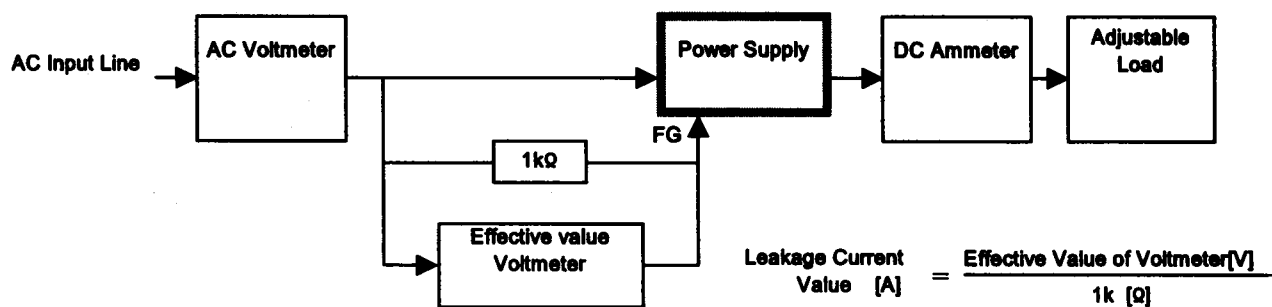 AC Input Line
AC Voltmeter
Power Supply
DC Ammeter
Adjustable
Load
FG
1kΩ
Effective value
Voltmeter
Leakage Current
Value [A]
=
Effective Value of Voltmeter[V]
1k [Ω]